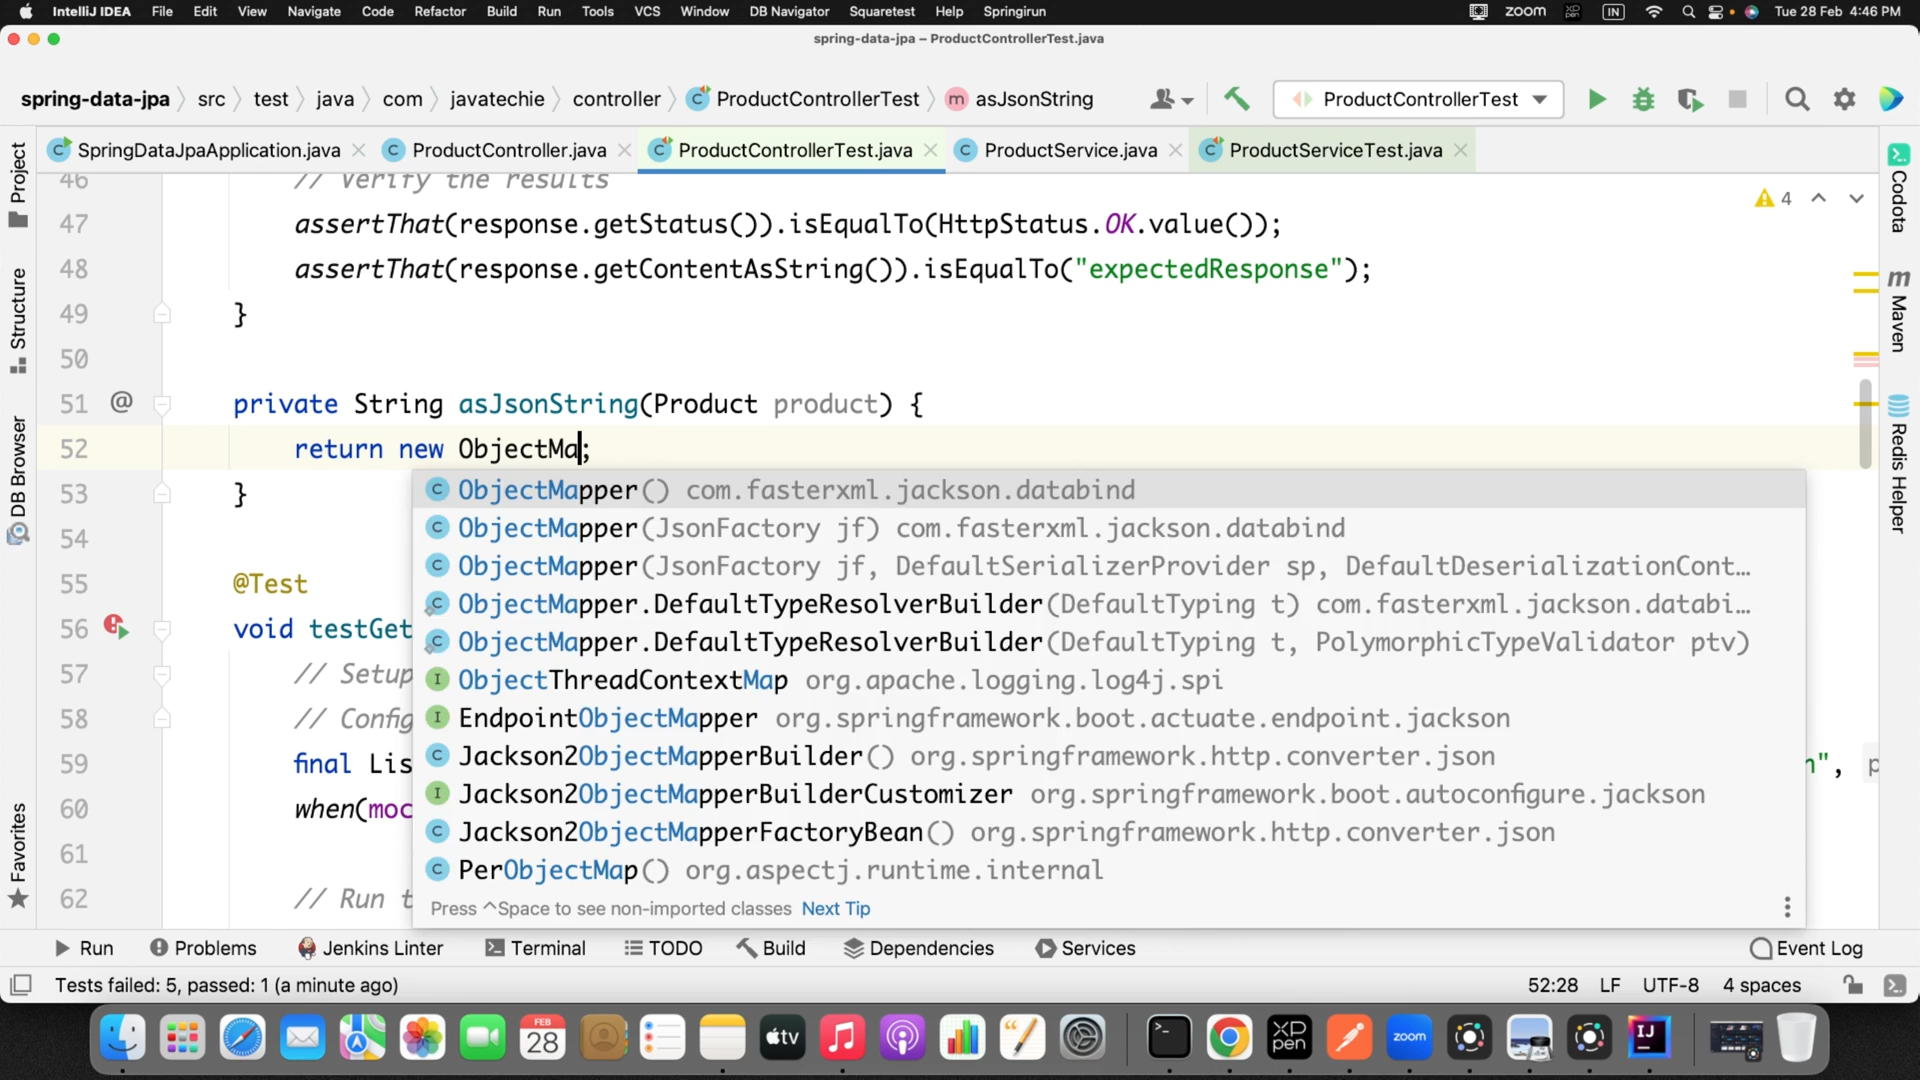 IntelliJ IDEA File Edit View Navigate Code Refactor Build Run Tools VCS Window DB Navigator Squaretest Help Springirun zoom XP pen IN Tue 28 Feb 4:46 PM
spring-data-jpa – ProductControllerTest.java
spring-data-jpa src test java com javatechie controller ProductControllerTest asJsonString ProductControllerTest
SpringDataJpaApplication.java ProductController.java ProductControllerTest.java ProductService.java ProductServiceTest.java
Project
Structure
DB Browser
Favorites
46 // Verify the results
4
47 assertThat(response.getStatus()).isEqualTo(HttpStatus.OK.value());
48 assertThat(response.getContentAsString()).isEqualTo("expectedResponse");
49 }
50
51 @ private String asJsonString(Product product) {
52 return new ObjectMa;
53 }
54
55 @Test
56 void testGet
57 // Setup
58 // Config
59 final Lis n", p
60 when(moc
61
62 // Run t
ObjectMapper() com.fasterxml.jackson.databind
ObjectMapper(JsonFactory jf) com.fasterxml.jackson.databind
ObjectMapper(JsonFactory jf, DefaultSerializerProvider sp, DefaultDeserializationCont…
ObjectMapper.DefaultTypeResolverBuilder(DefaultTyping t) com.fasterxml.jackson.databi…
ObjectMapper.DefaultTypeResolverBuilder(DefaultTyping t, PolymorphicTypeValidator ptv)
ObjectThreadContextMap org.apache.logging.log4j.spi
EndpointObjectMapper org.springframework.boot.actuate.endpoint.jackson
Jackson2ObjectMapperBuilder() org.springframework.http.converter.json
Jackson2ObjectMapperBuilderCustomizer org.springframework.boot.autoconfigure.jackson
Jackson2ObjectMapperFactoryBean() org.springframework.http.converter.json
PerObjectMap() org.aspectj.runtime.internal
Press ^Space to see non-imported classes Next Tip
Codota
Maven
Redis Helper
Run Problems Jenkins Linter Terminal TODO Build Dependencies Services Event Log
Tests failed: 5, passed: 1 (a minute ago) 52:28 LF UTF-8 4 spaces
FEB
28
tv
XP
pen
zoom
IJ